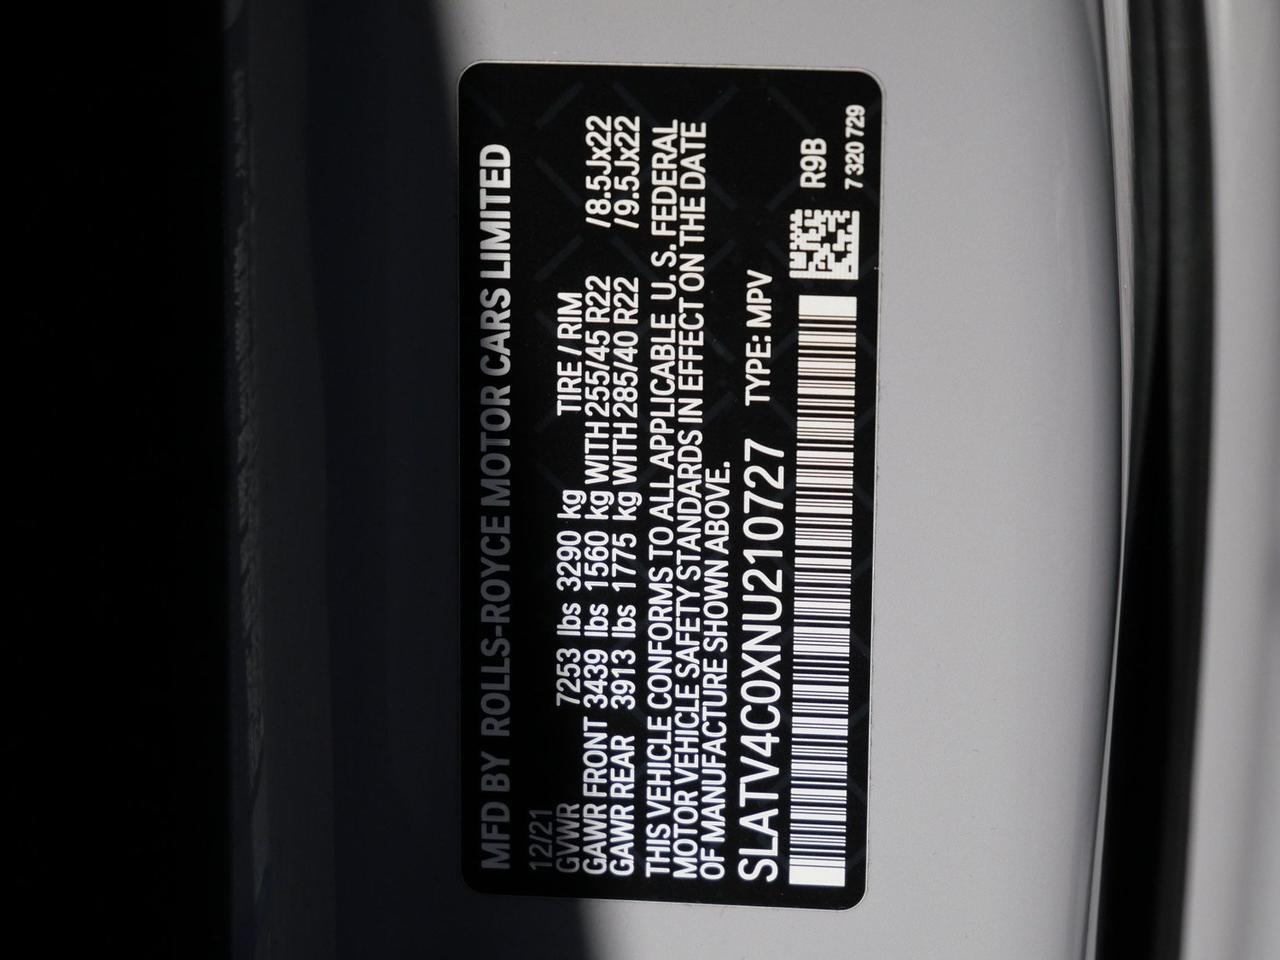 MFD BY ROLLS-ROYCE MOTOR CARS LIMITED
12/21
GVWR 7253 lbs 3290 kg TIRE / RIM
GAWR FRONT 3439 lbs 1560 kg WITH 255/45 R22 / 8.5Jx22
GAWR REAR 3913 lbs 1775 kg WITH 285/40 R22 / 9.5Jx22
THIS VEHICLE CONFORMS TO ALL APPLICABLE U. S. FEDERAL
MOTOR VEHICLE SAFETY STANDARDS IN EFFECT ON THE DATE
OF MANUFACTURE SHOWN ABOVE.
SLATV4C0XNU210727 TYPE: MPV
R9B
7 320 729